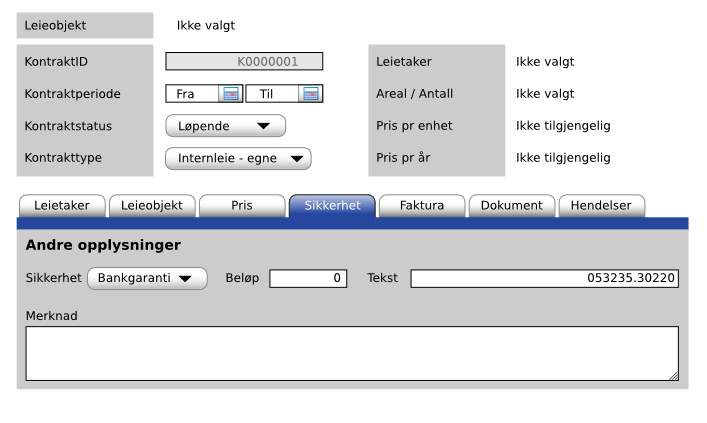 Leieobjekt Ikke valgt
KontraktID K0000001 Leietaker Ikke valgt
Kontraktperiode Fra Til Areal / Antall Ikke valgt
Kontraktstatus Løpende Pris pr enhet Ikke tilgjengelig
Kontrakttype Internleie - egne Pris pr år Ikke tilgjengelig
Leietaker Leieobjekt Pris Sikkerhet Faktura Dokument Hendelser
Andre opplysninger
Sikkerhet Bankgaranti Beløp 0 Tekst 053235.30220
Merknad